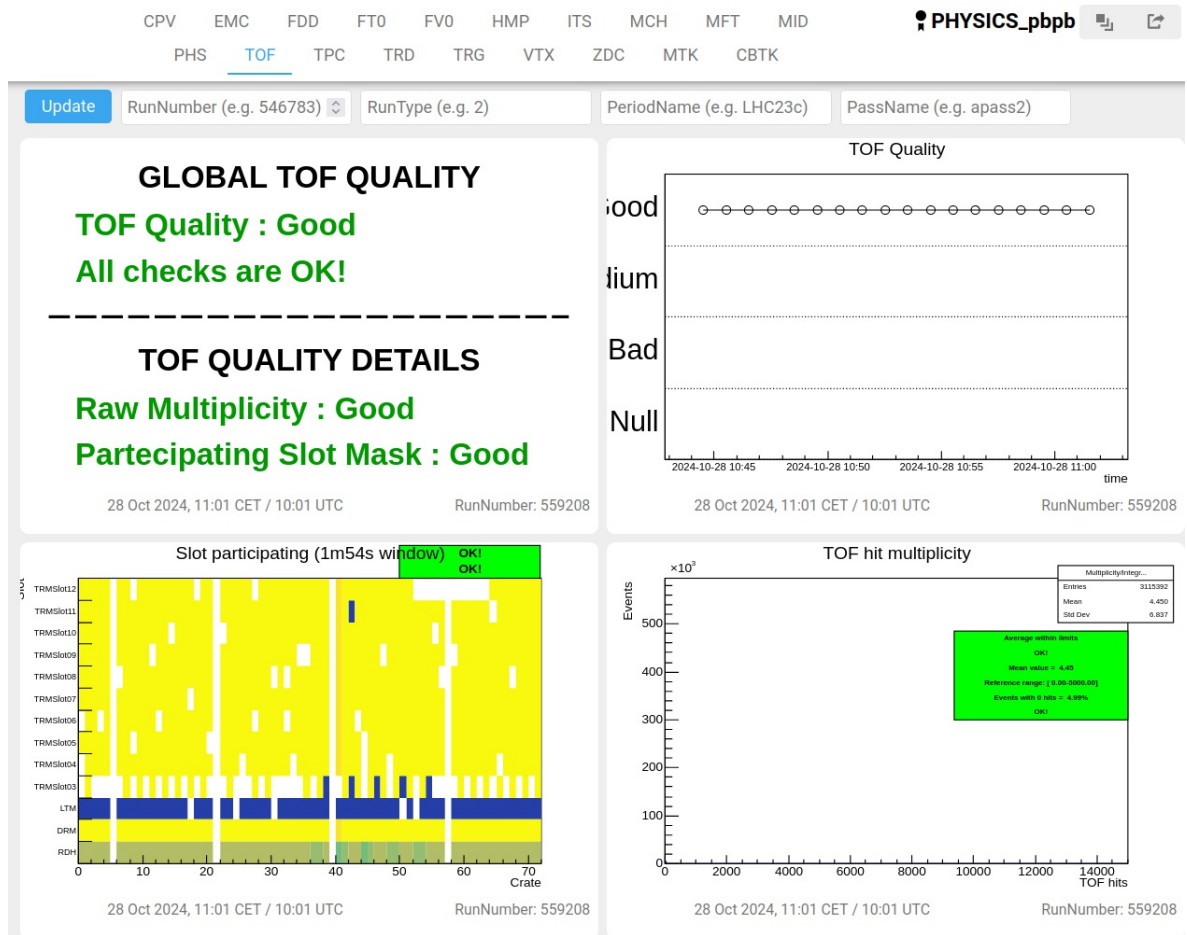 CPV EMC FDD FT0 FV0 HMP ITS MCH MFT MID
PHYSICS_pbpb
PHS TOF TPC TRD TRG VTX ZDC MTK CBTK
Update RunNumber (e.g. 546783) RunType (e.g. 2) PeriodName (e.g. LHC23c) PassName (e.g. apass2)
GLOBAL TOF QUALITY
TOF Quality : Good
All checks are OK!
TOF QUALITY DETAILS
Raw Multiplicity : Good
Partecipating Slot Mask : Good
28 Oct 2024, 11:01 CET / 10:01 UTC RunNumber: 559208
TOF Quality
Good
dium
Bad
Null
2024-10-28 10:45 2024-10-28 10:50 2024-10-28 10:55 2024-10-28 11:00
time
28 Oct 2024, 11:01 CET / 10:01 UTC RunNumber: 559208
Slot participating (1m54s window)
OK!
OK!
Slot
TRMSlot12
TRMSlot11
TRMSlot10
TRMSlot09
TRMSlot08
TRMSlot07
TRMSlot06
TRMSlot05
TRMSlot04
TRMSlot03
LTM
DRM
RDH
0 10 20 30 40 50 60 70
Crate
28 Oct 2024, 11:01 CET / 10:01 UTC RunNumber: 559208
TOF hit multiplicity
×10³
Events
Multiplicity/Integr...
Entries 3115392
Mean 4.450
Std Dev 6.837
Average within limits
OK!
Mean value = 4.45
Reference range: [ 0.00-5000.00]
Events with 0 hits = 4.99%
OK!
500
400
300
200
100
0
0 2000 4000 6000 8000 10000 12000 14000
TOF hits
28 Oct 2024, 11:01 CET / 10:01 UTC RunNumber: 559208